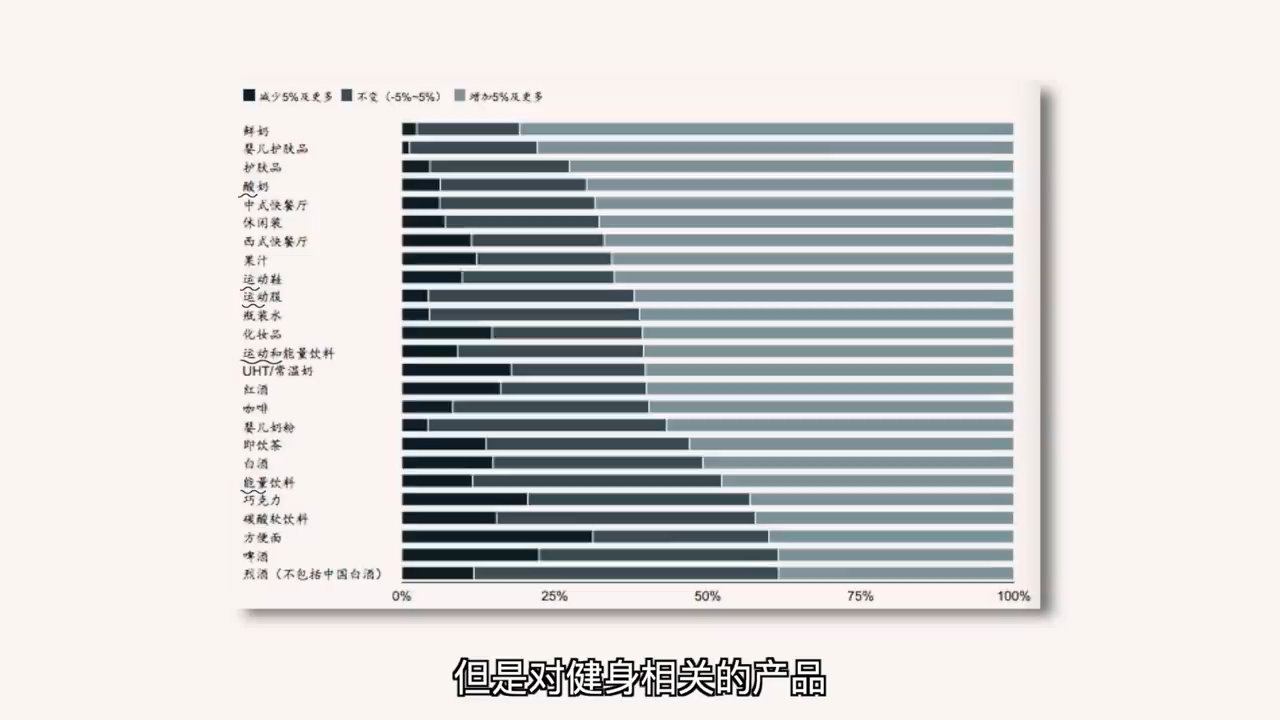 减少5%及更多 不变（-5%~5%） 增加5%及更多
鲜奶
婴儿护肤品
护肤品
酸奶
中式快餐厅
休闲装
西式快餐厅
果汁
运动鞋
运动服
瓶装水
化妆品
运动和能量饮料
UHT/常温奶
红酒
咖啡
婴儿奶粉
即饮茶
白酒
能量饮料
巧克力
碳酸软饮料
方便面
啤酒
烈酒（不包括中国白酒）
0% 25% 50% 75% 100%
但是对健身相关的产品